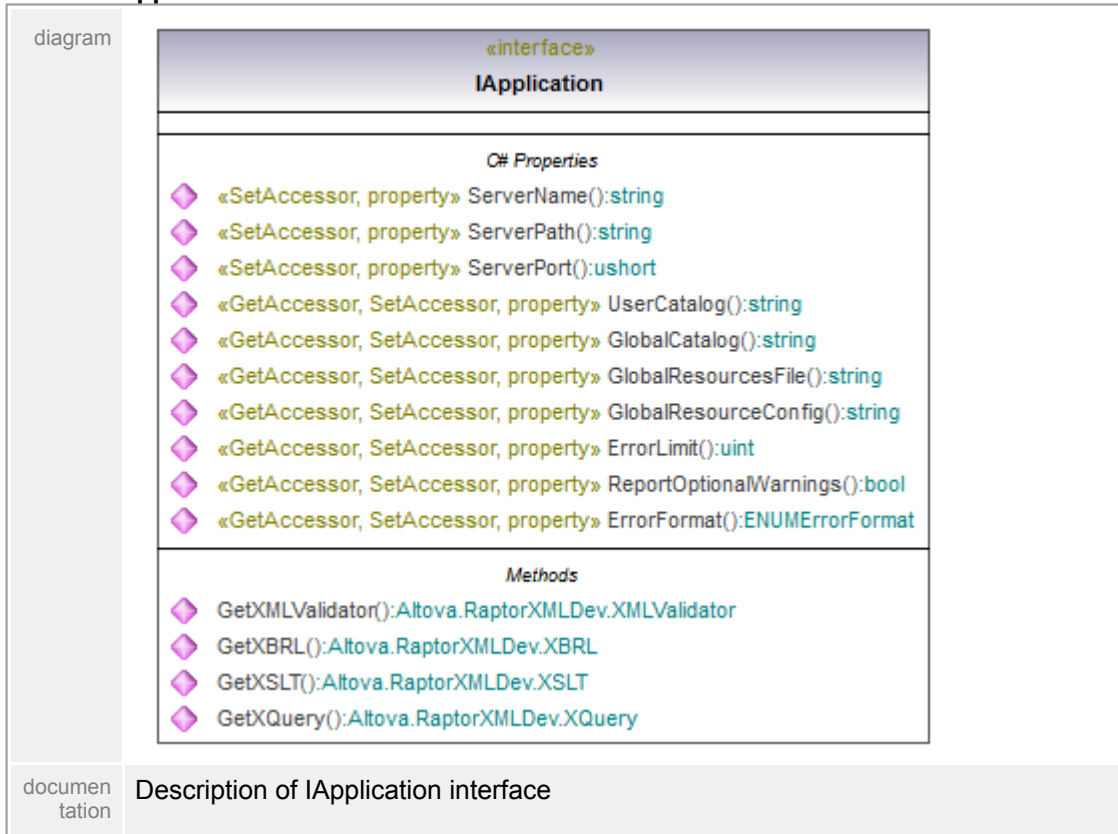 diagram
«interface»
IApplication
C# Properties
«SetAccessor, property» ServerName():string
«SetAccessor, property» ServerPath():string
«SetAccessor, property» ServerPort():ushort
«GetAccessor, SetAccessor, property» UserCatalog():string
«GetAccessor, SetAccessor, property» GlobalCatalog():string
«GetAccessor, SetAccessor, property» GlobalResourcesFile():string
«GetAccessor, SetAccessor, property» GlobalResourceConfig():string
«GetAccessor, SetAccessor, property» ErrorLimit():uint
«GetAccessor, SetAccessor, property» ReportOptionalWarnings():bool
«GetAccessor, SetAccessor, property» ErrorFormat():ENUMErrorFormat
Methods
GetXMLValidator():Altova.RaptorXMLDev.XMLValidator
GetXBRL():Altova.RaptorXMLDev.XBRL
GetXSLT():Altova.RaptorXMLDev.XSLT
GetXQuery():Altova.RaptorXMLDev.XQuery
documen
tation
Description of IApplication interface